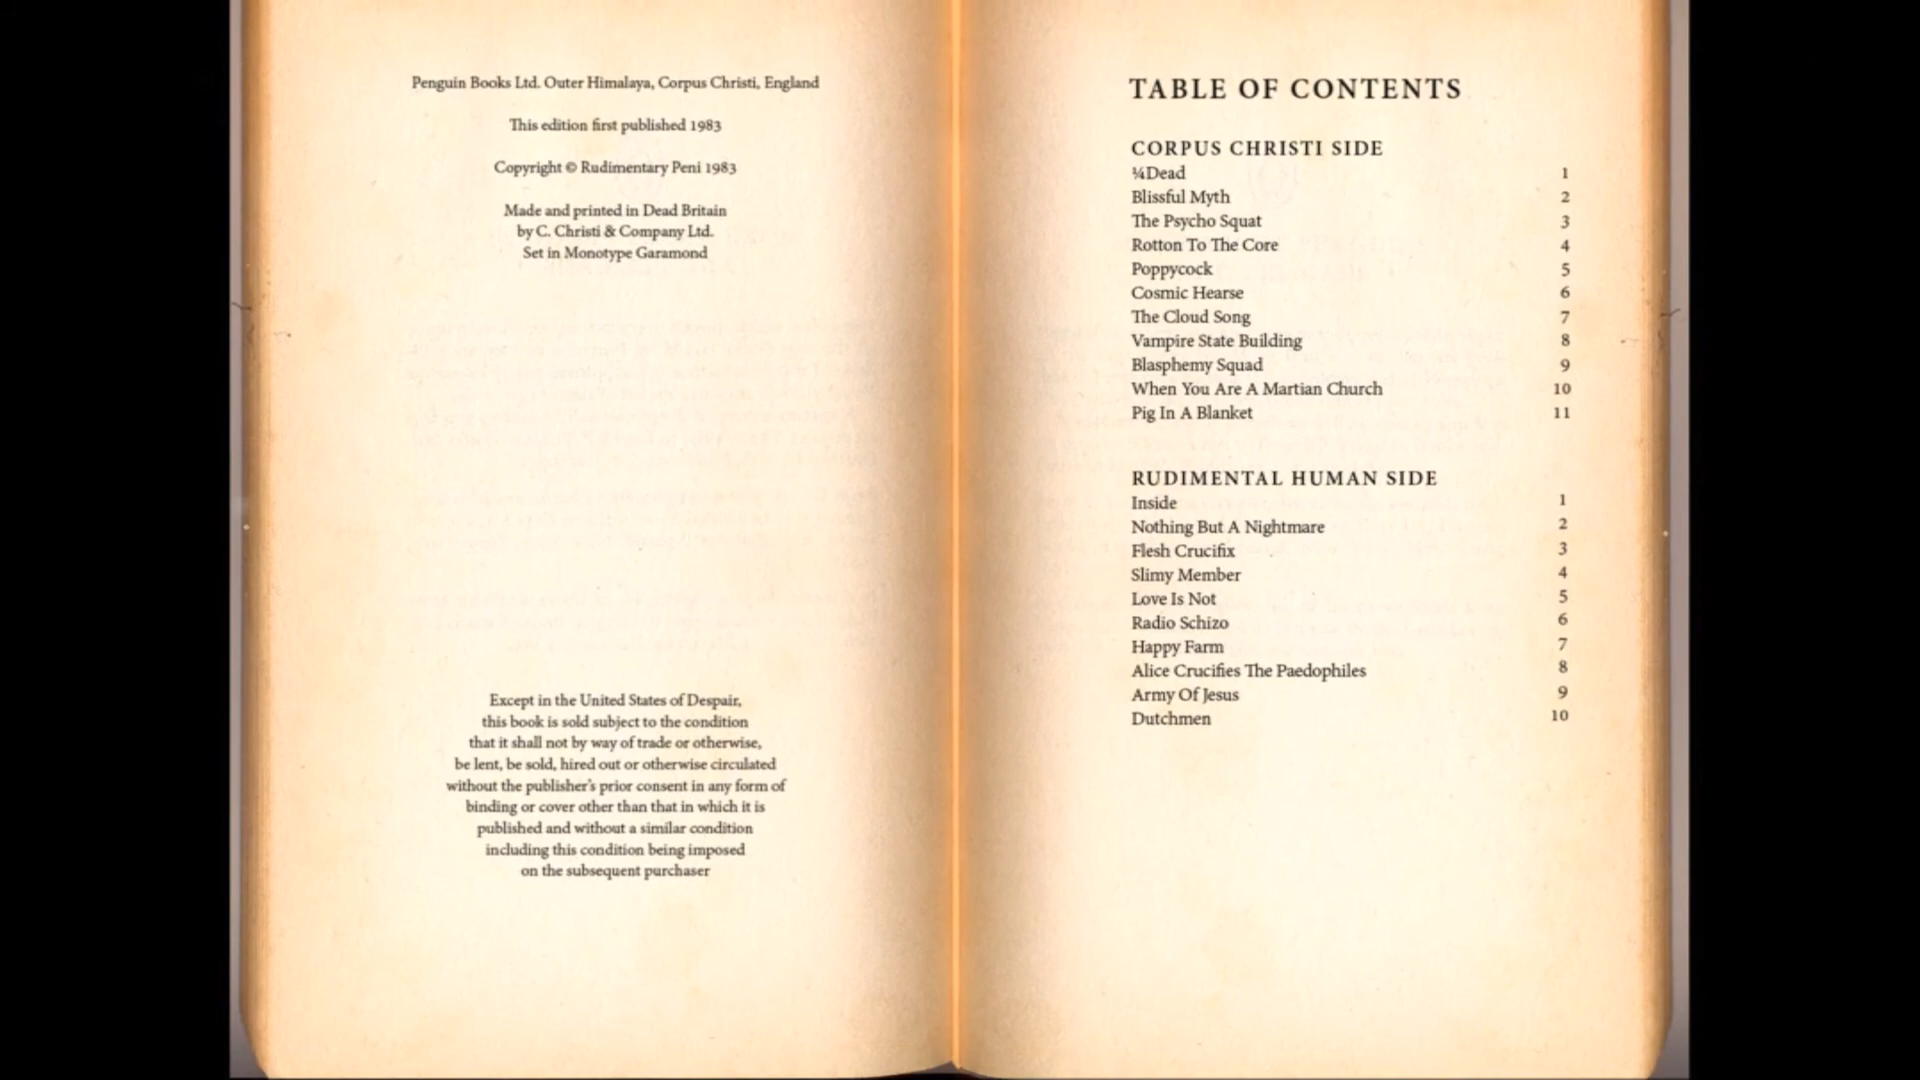 Penguin Books Ltd. Outer Himalaya, Corpus Christi, England
This edition first published 1983
Copyright © Rudimentary Peni 1983
Made and printed in Dead Britain
by C. Christi & Company Ltd.
Set in Monotype Garamond
Except in the United States of Despair,
this book is sold subject to the condition
that it shall not by way of trade or otherwise,
be lent, be sold, hired out or otherwise circulated
without the publisher's prior consent in any form of
binding or cover other than that in which it is
published and without a similar condition
including this condition being imposed
on the subsequent purchaser
TABLE OF CONTENTS
CORPUS CHRISTI SIDE
¼Dead 1
Blissful Myth 2
The Psycho Squat 3
Rotton To The Core 4
Poppycock 5
Cosmic Hearse 6
The Cloud Song 7
Vampire State Building 8
Blasphemy Squad 9
When You Are A Martian Church 10
Pig In A Blanket 11
RUDIMENTAL HUMAN SIDE
Inside 1
Nothing But A Nightmare 2
Flesh Crucifix 3
Slimy Member 4
Love Is Not 5
Radio Schizo 6
Happy Farm 7
Alice Crucifies The Paedophiles 8
Army Of Jesus 9
Dutchmen 10